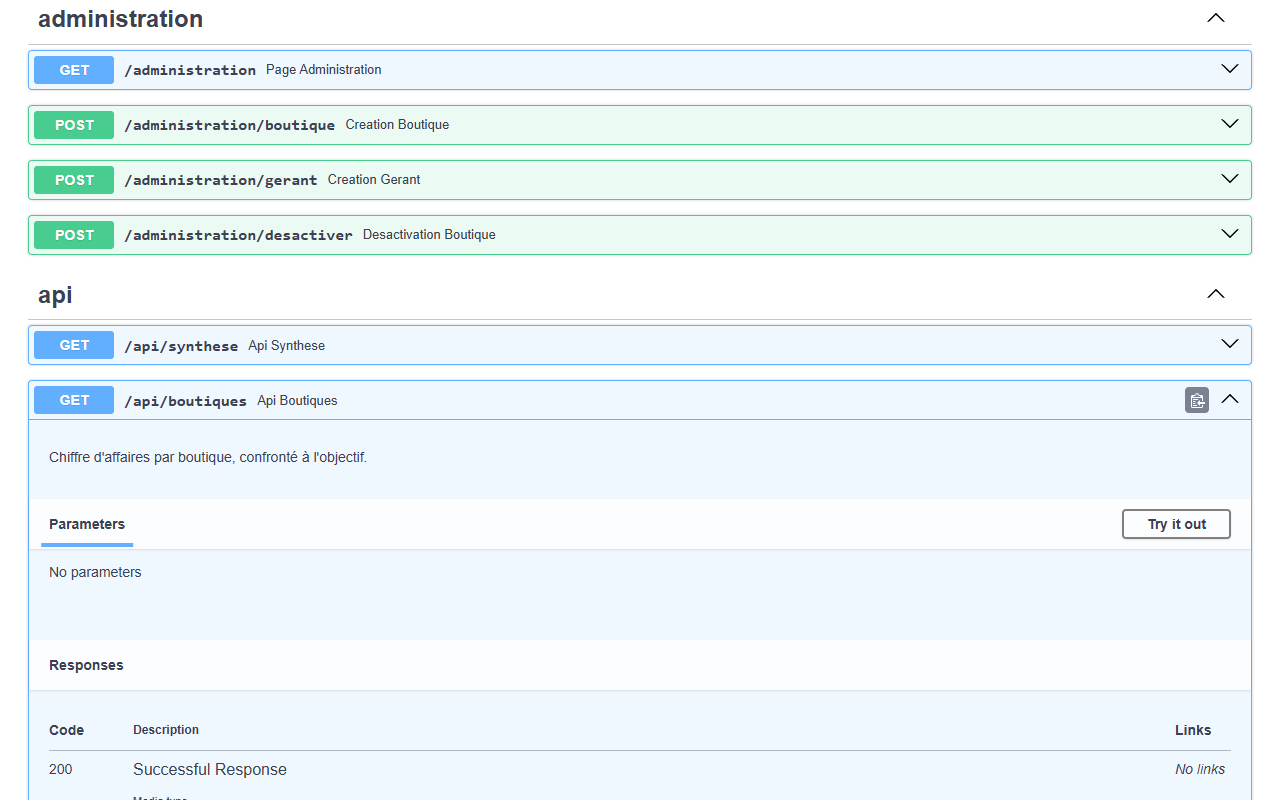 administration
GET /administration Page Administration
POST /administration/boutique Creation Boutique
POST /administration/gerant Creation Gerant
POST /administration/desactiver Desactivation Boutique
api
GET /api/synthese Api Synthese
GET /api/boutiques Api Boutiques
Chiffre d'affaires par boutique, confronté à l'objectif.
Parameters Try it out
No parameters
Responses
Code Description Links
200 Successful Response No links
Media type